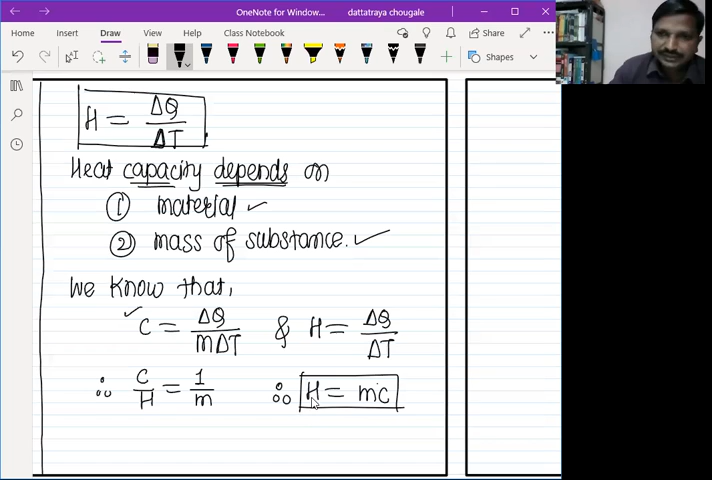 OneNote for Window... dattatraya chougale
Home Insert Draw View Help Class Notebook Share
Shapes
H = ΔQ / ΔT
Heat capacity depends on
① material ✓
② mass of substance. ✓
We know that,
✓ C = ΔQ / mΔT & H = ΔQ / ΔT
∴ C / H = 1 / m ∴ H = mc